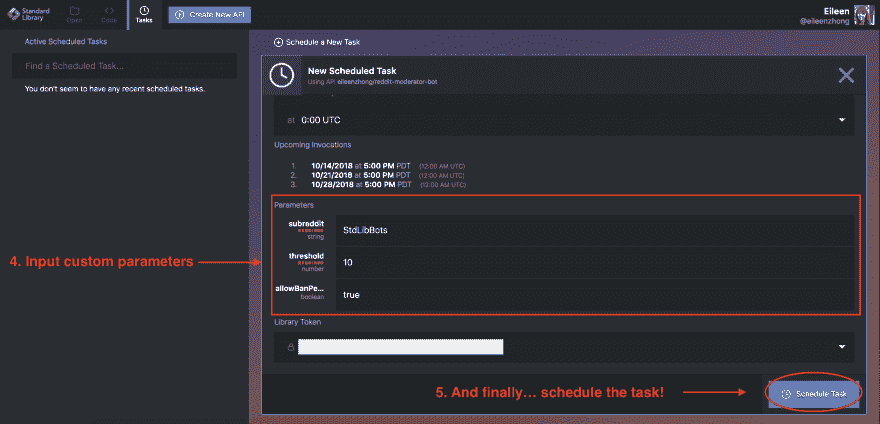 Standard Library
Open
Code
Tasks
Create New API
Eileen
@eileenzhong
Active Scheduled Tasks
Find a Scheduled Task...
You don't seem to have any recent scheduled tasks.
Schedule a New Task
New Scheduled Task
Using API eileenzhong/reddit-moderator-bot
at 0:00 UTC
Upcoming Invocations
1. 10/14/2018 at 5:00 PM PDT (12:00 AM UTC)
2. 10/21/2018 at 5:00 PM PDT (12:00 AM UTC)
3. 10/28/2018 at 5:00 PM PDT (12:00 AM UTC)
Parameters
subreddit
REQUIRED
string
StdLibBots
threshold
REQUIRED
number
10
allowBanPe...
boolean
true
4. Input custom parameters
Library Token
5. And finally... schedule the task!
Schedule Task